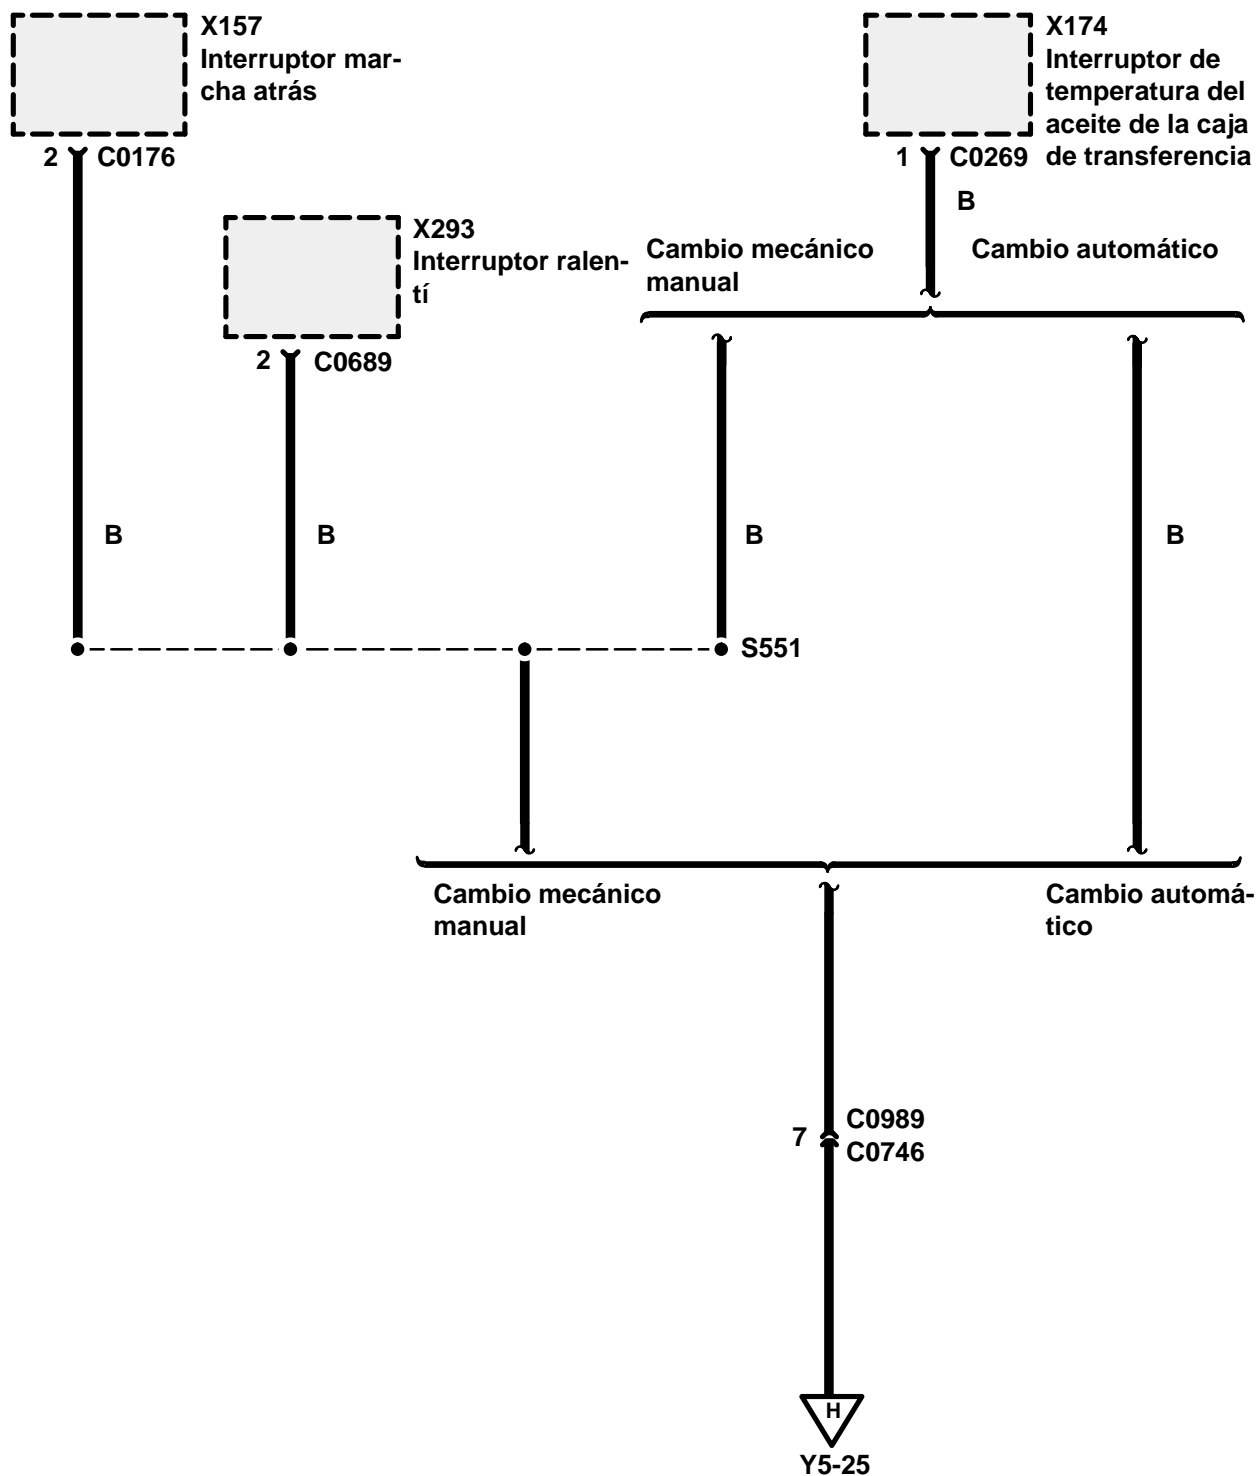 X157
Interruptor mar-
cha atrás
2
C0176
X174
Interruptor de
temperatura del
aceite de la caja
de transferencia
1
C0269
B
X293
Interruptor ralen-
tí
2
C0689
Cambio mecánico
manual
Cambio automático
B
B
B
B
S551
Cambio mecánico
manual
Cambio automá-
tico
7
C0989
C0746
H
Y5-25